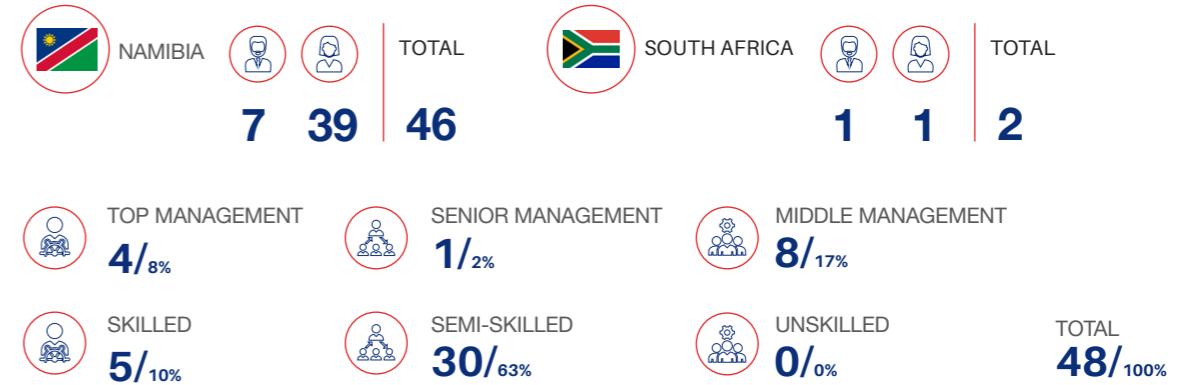 NAMIBIA TOTAL SOUTH AFRICA TOTAL
7 39 46 1 1 2
TOP MANAGEMENT SENIOR MANAGEMENT MIDDLE MANAGEMENT
4/8% 1/2% 8/17%
SKILLED SEMI-SKILLED UNSKILLED TOTAL
5/10% 30/63% 0/0% 48/100%